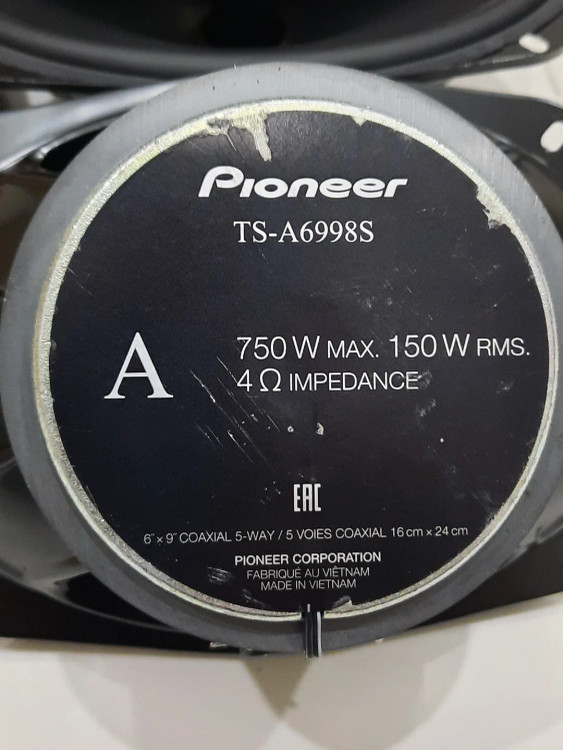 Pioneer
TS-A6998S
A
750 W MAX. 150 W RMS.
4 Ω IMPEDANCE
EAC
6" x 9" COAXIAL 5-WAY / 5 VOIES COAXIAL 16 cm x 24 cm
PIONEER CORPORATION
FABRIQUÉ AU VIÊTNAM
MADE IN VIETNAM